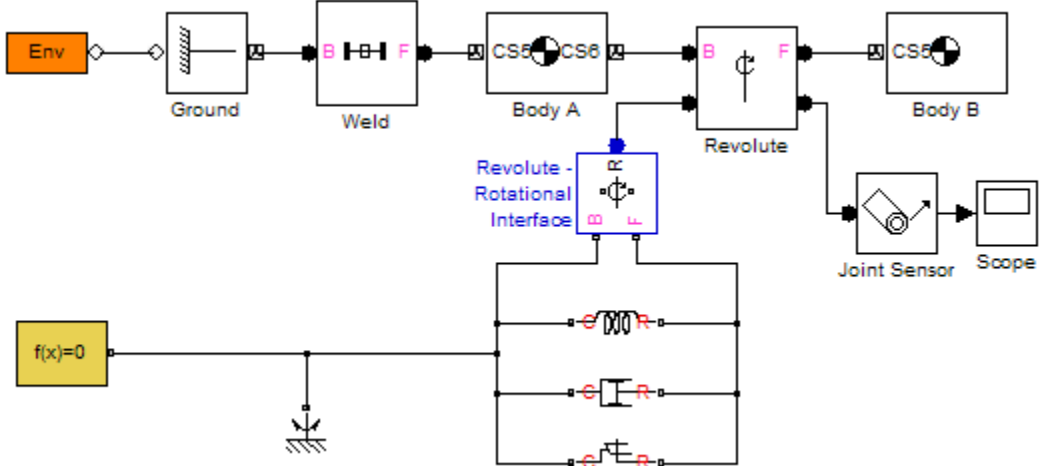 Env
B F
CS5 CS6
B F
CS5
Ground
Weld
Body A
Revolute
Body B
Revolute -
Rotational
Interface
R
B F
Joint Sensor
Scope
C R
f(x)=0
C R
C R